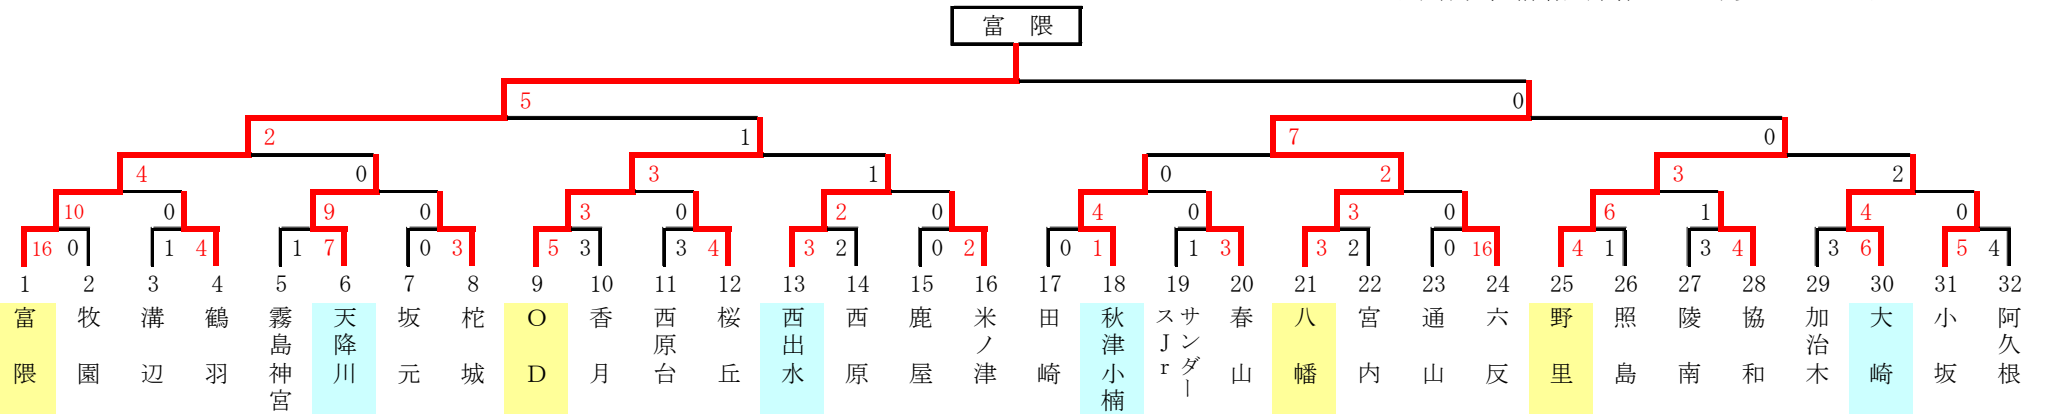 富 隈
5 0
2 1 7 0
4 0 3 1 0 2 3 2
10 0 9 0 3 0 2 0 4 0 3 0 6 1 4 0
16 0 1 4 1 7 0 3 5 3 3 4 3 2 0 2 0 1 1 3 3 2 0 16 4 1 3 4 3 6 5 4
1 2 3 4 5 6 7 8 9 10 11 12 13 14 15 16 17 18 19 20 21 22 23 24 25 26 27 28 29 30 31 32
富隈
牧園
溝辺
鶴羽
霧島神宮
天降川
坂元
柁城
OD
香月
西原台
桜丘
西出水
西原
鹿屋
米ノ津
田崎
秋津小楠
サンダースJr
春山
八幡
宮内
通山
六反
野里
照島
陵南
協和
加治木
大崎
小坂
阿久根